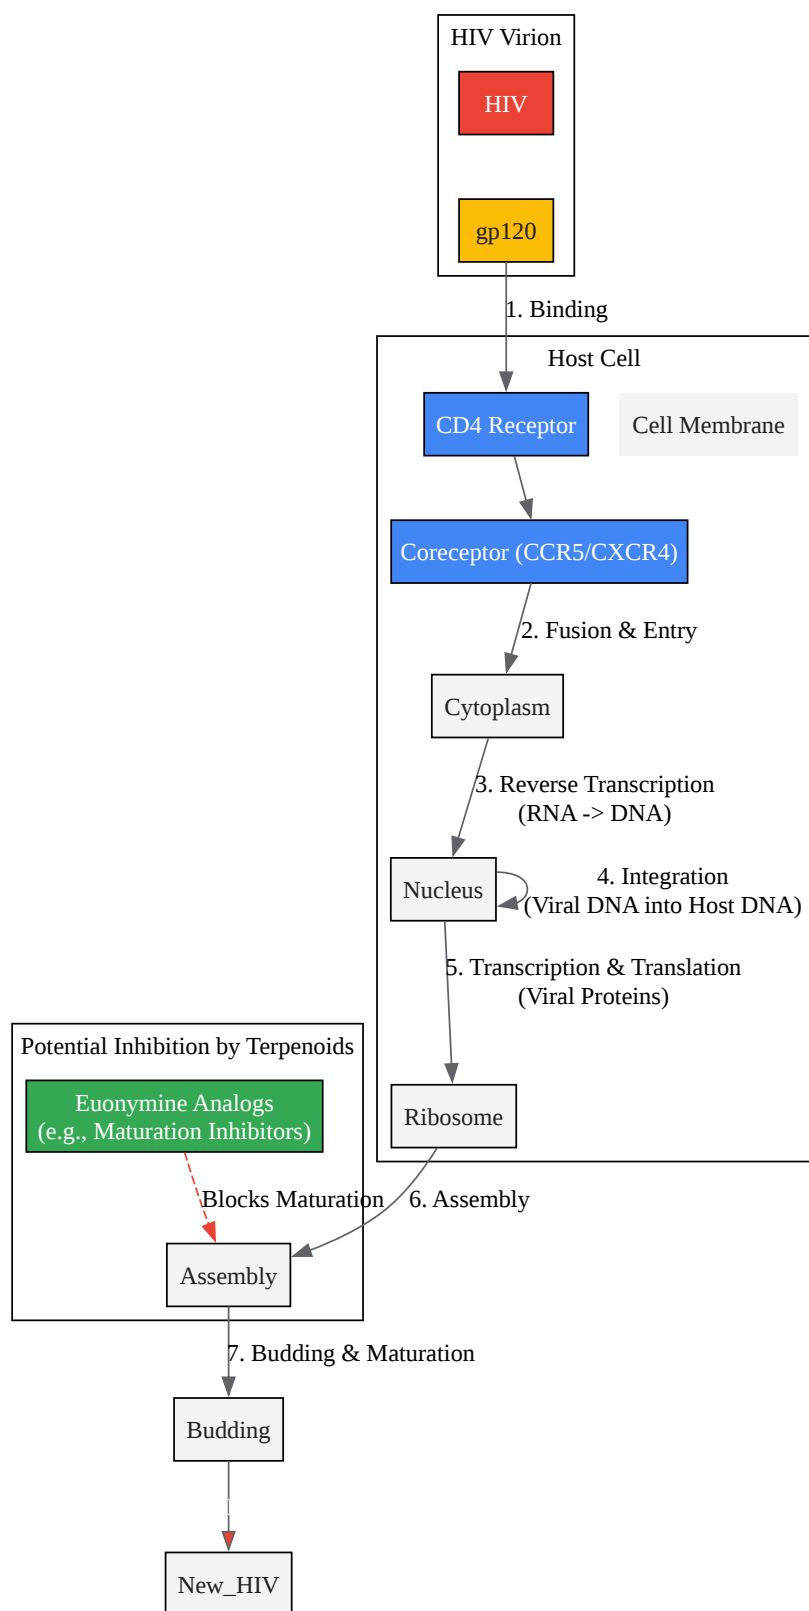 HIV Virion
HIV
gp120
1. Binding
Host Cell
CD4 Receptor
Cell Membrane
Coreceptor (CCR5/CXCR4)
2. Fusion & Entry
Cytoplasm
3. Reverse Transcription
(RNA -> DNA)
Nucleus
4. Integration
(Viral DNA into Host DNA)
5. Transcription & Translation
(Viral Proteins)
Potential Inhibition by Terpenoids
Euonymine Analogs
(e.g., Maturation Inhibitors)
Ribosome
Blocks Maturation
6. Assembly
Assembly
7. Budding & Maturation
Budding
New_HIV